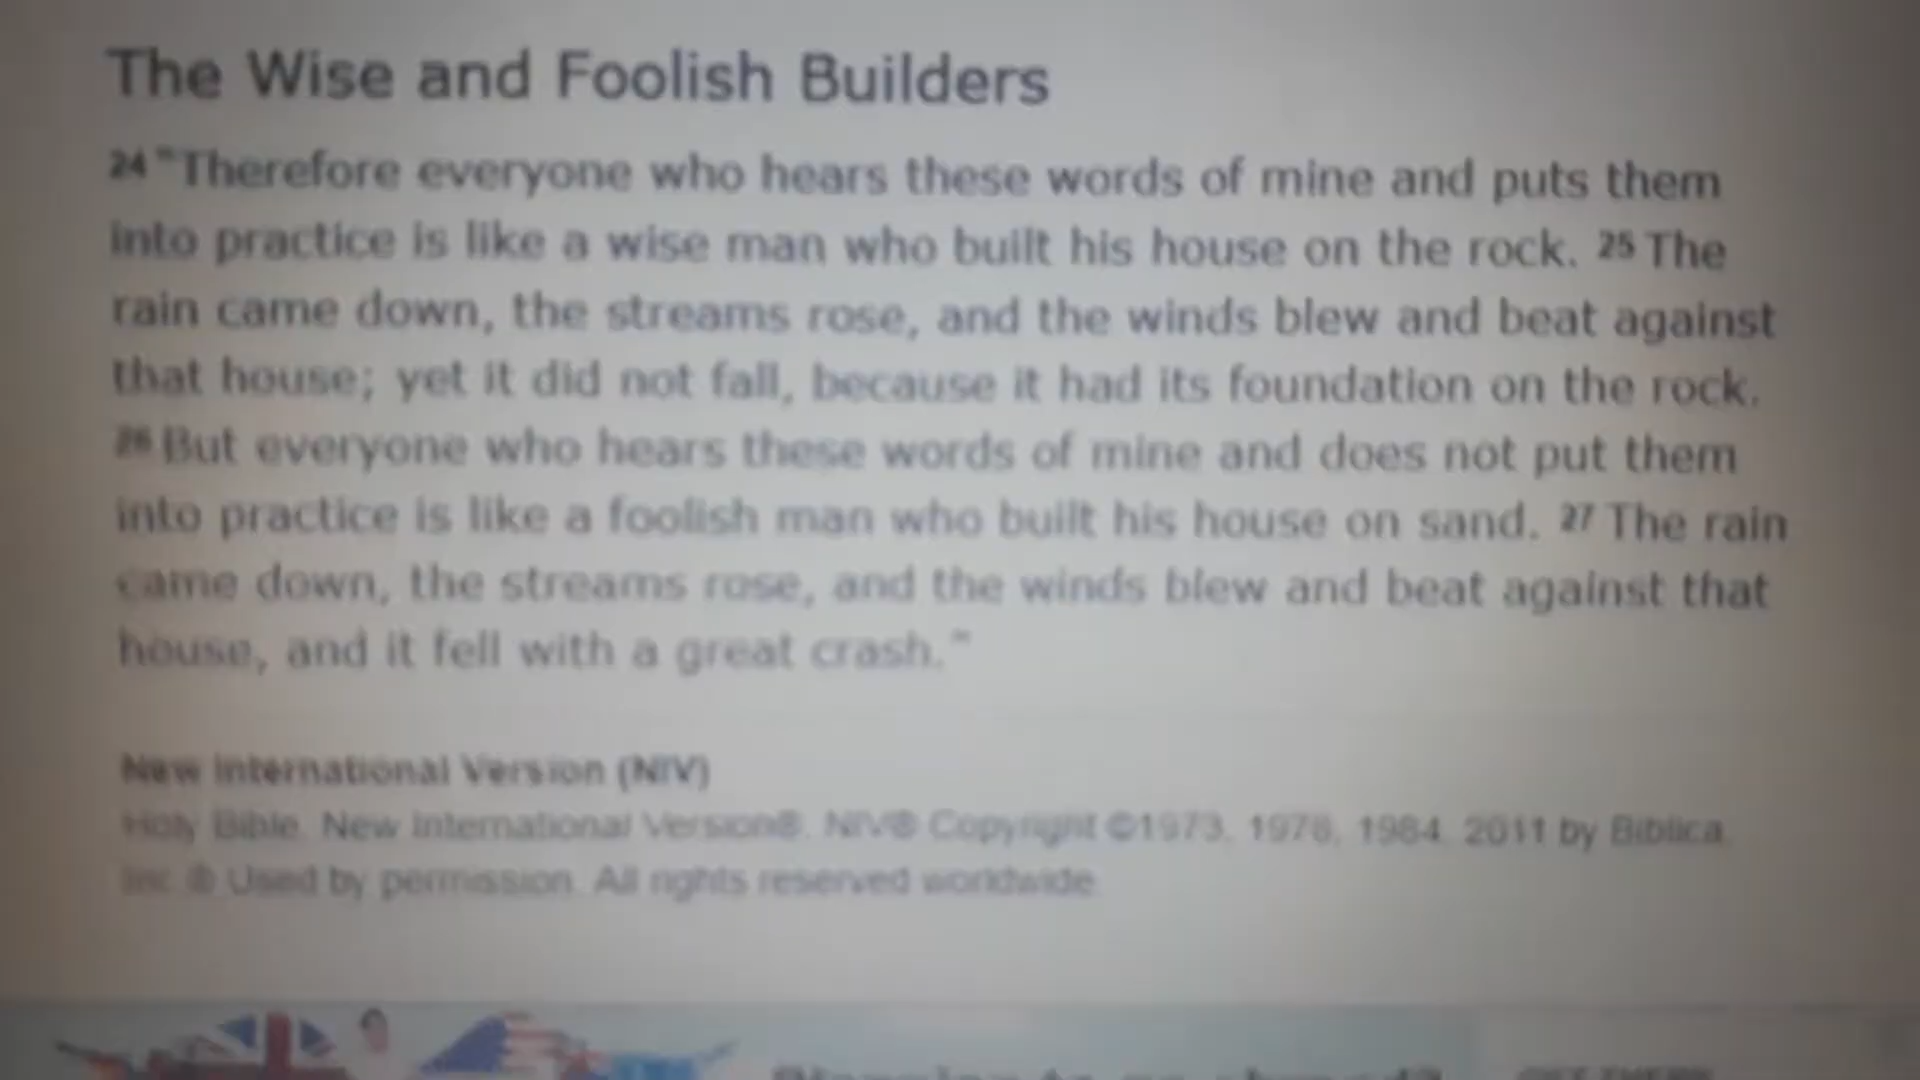 The Wise and Foolish Builders
24 "Therefore everyone who hears these words of mine and puts them
into practice is like a wise man who built his house on the rock. 25 The
rain came down, the streams rose, and the winds blew and beat against
that house; yet it did not fall, because it had its foundation on the rock.
26 But everyone who hears these words of mine and does not put them
into practice is like a foolish man who built his house on sand. 27 The rain
came down, the streams rose, and the winds blew and beat against that
house, and it fell with a great crash."
New International Version (NIV)
Holy Bible, New International Version®, NIV® Copyright ©1973, 1978, 1984, 2011 by Biblica,
Inc.® Used by permission. All rights reserved worldwide.